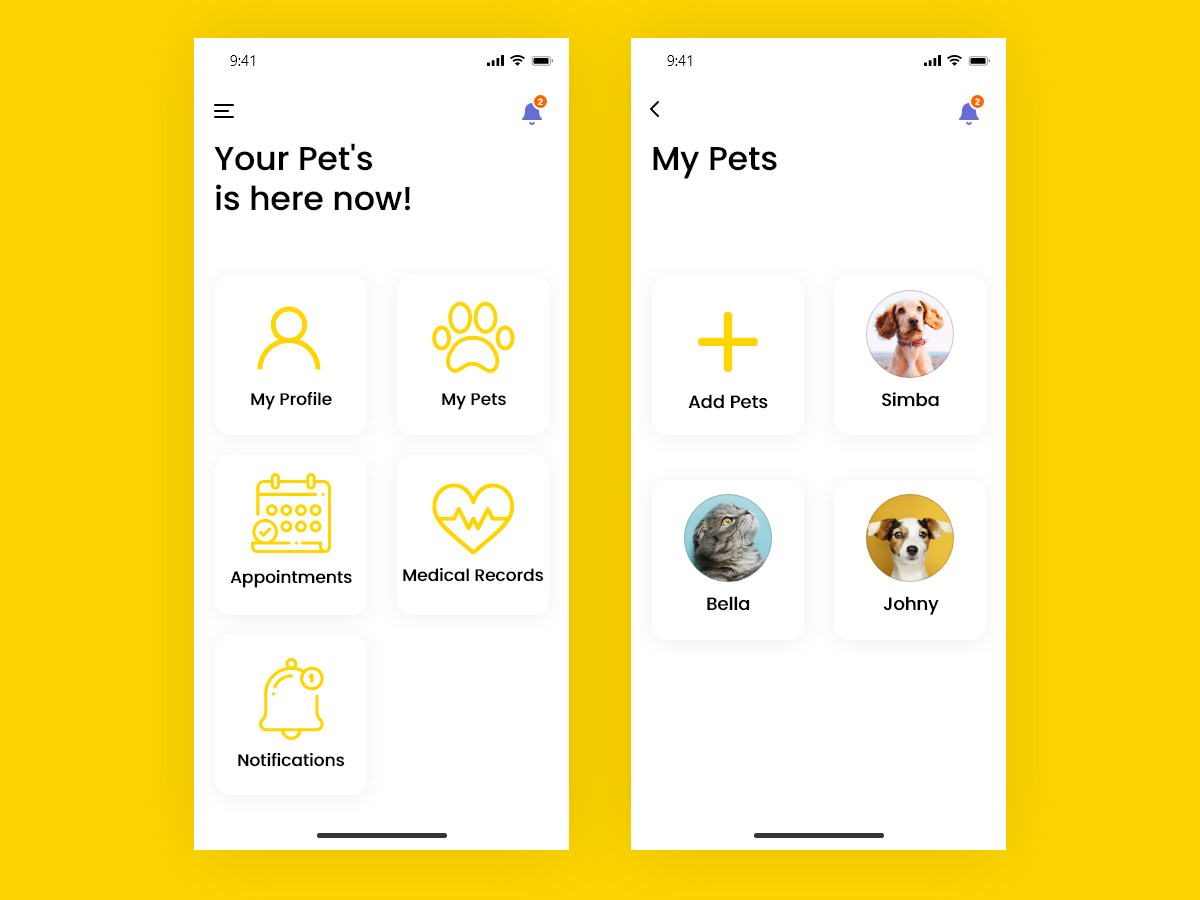 9:41
2
Your Pet's
is here now!
My Profile
My Pets
Appointments
Medical Records
1
Notifications
9:41
2
My Pets
Add Pets
Simba
Bella
Johny